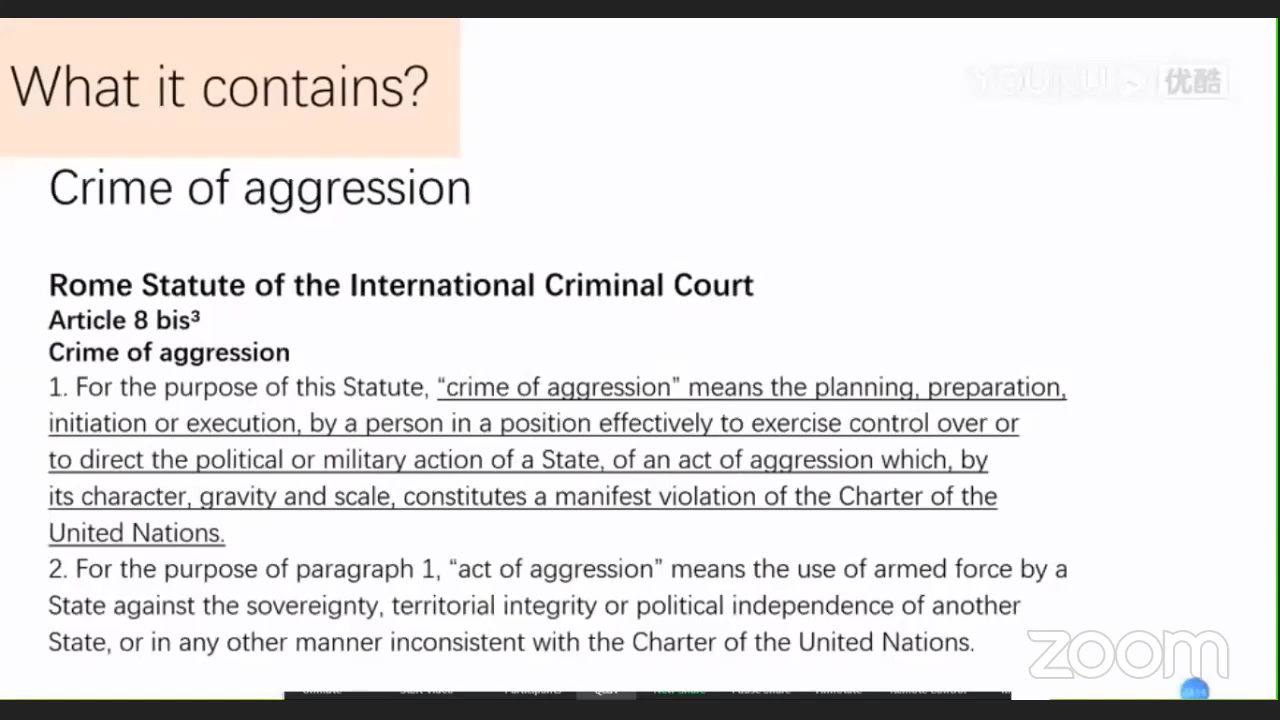 What it contains?
YOUKU 优酷
Crime of aggression
Rome Statute of the International Criminal Court
Article 8 bis³
Crime of aggression
1. For the purpose of this Statute, “crime of aggression” means the planning, preparation,
initiation or execution, by a person in a position effectively to exercise control over or
to direct the political or military action of a State, of an act of aggression which, by
its character, gravity and scale, constitutes a manifest violation of the Charter of the
United Nations.
2. For the purpose of paragraph 1, “act of aggression” means the use of armed force by a
State against the sovereignty, territorial integrity or political independence of another
State, or in any other manner inconsistent with the Charter of the United Nations.
zoom